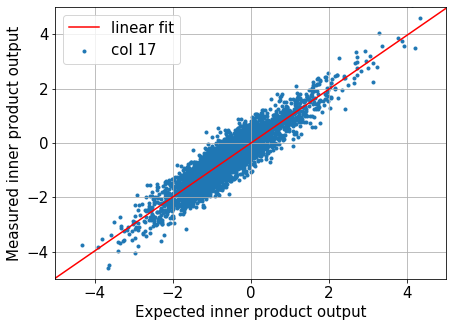 linear fit
col 17
4
2
0
−2
−4
Measured inner product output
−4 −2 0 2 4
Expected inner product output